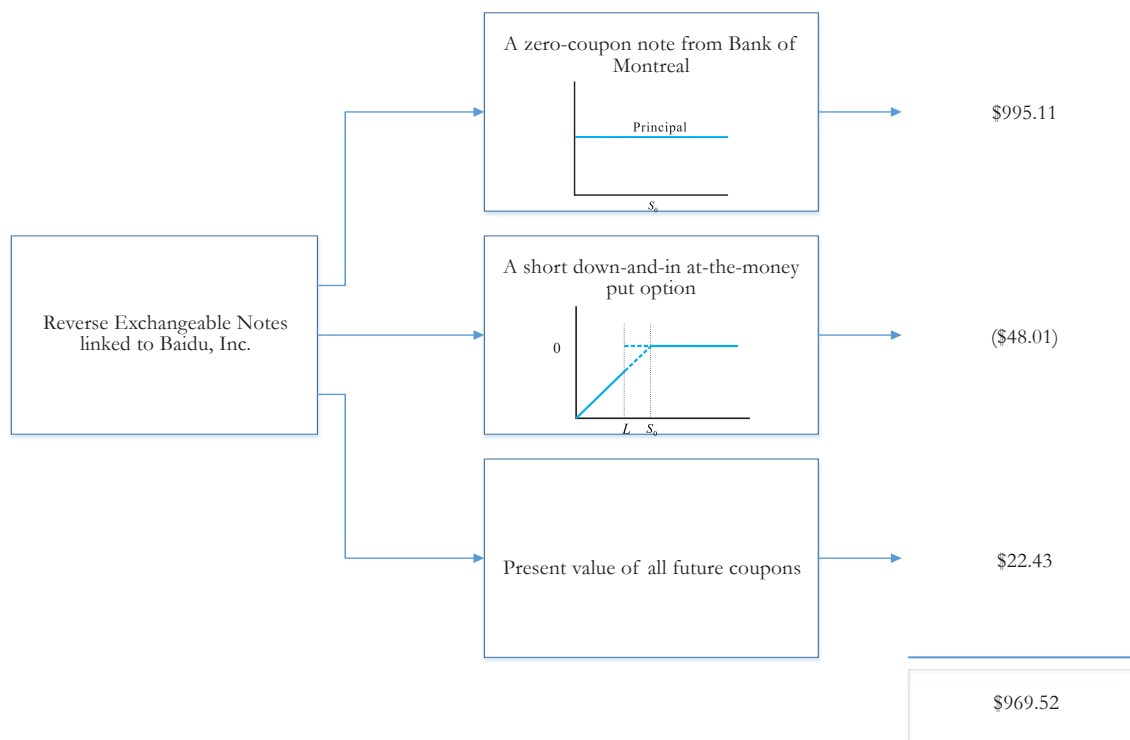 A zero-coupon note from Bank of
Montreal
Principal
S₀
$995.11
Reverse Exchangeable Notes
linked to Baidu, Inc.
A short down-and-in at-the-money
put option
0
L S₀
($48.01)
Present value of all future coupons
$22.43
$969.52